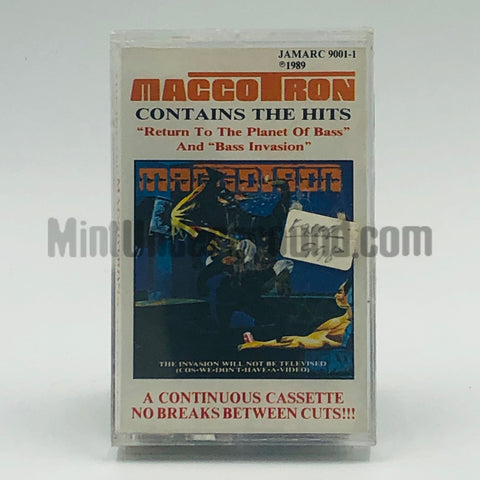 JAMARC 9001-1
℗1989
MAGGOTRON
CONTAINS THE HITS
“Return To The Planet Of Bass”
And “Bass Invasion”
MAGGOTRON
MintUnderground.com
THE INVASION WILL NOT BE TELEVISED
(COS•WE•DON'T•HAVE•A•VIDEO)
A CONTINUOUS CASSETTE
NO BREAKS BETWEEN CUTS!!!